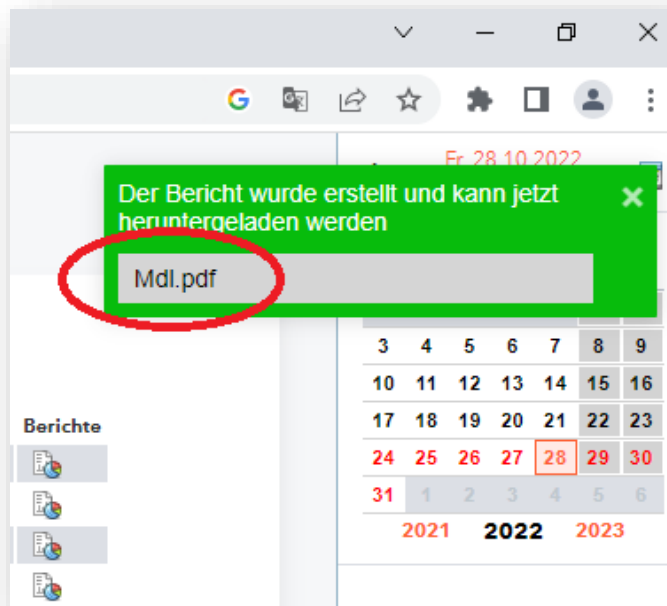 Fr. 28.10.2022
Der Bericht wurde erstellt und kann jetzt
heruntergeladen werden
Mdl.pdf
3 4 5 6 7 8 9
10 11 12 13 14 15 16
17 18 19 20 21 22 23
24 25 26 27 28 29 30
31 1 2 3 4 5 6
2021 2022 2023
Berichte